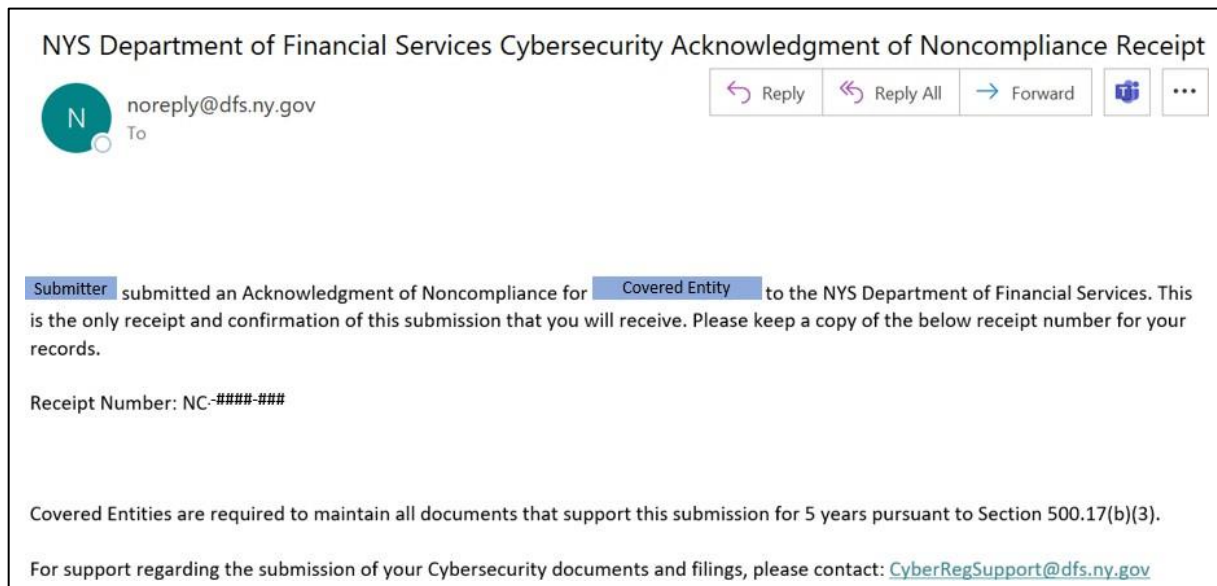 NYS Department of Financial Services Cybersecurity Acknowledgment of Noncompliance Receipt
N
noreply@dfs.ny.gov
To
Reply
Reply All
Forward
Submitter submitted an Acknowledgment of Noncompliance for Covered Entity to the NYS Department of Financial Services. This
is the only receipt and confirmation of this submission that you will receive. Please keep a copy of the below receipt number for your
records.
Receipt Number: NC-####-###
Covered Entities are required to maintain all documents that support this submission for 5 years pursuant to Section 500.17(b)(3).
For support regarding the submission of your Cybersecurity documents and filings, please contact: CyberRegSupport@dfs.ny.gov